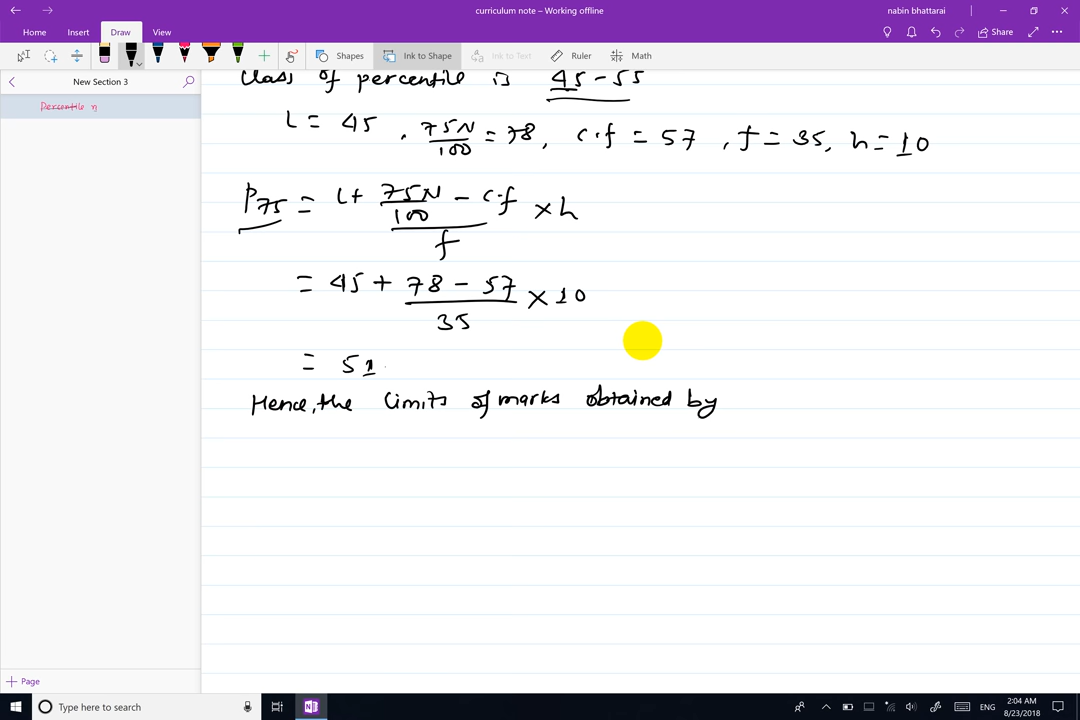 curriculum note – Working offline
nabin bhattarai
Home Insert Draw View
Share
Shapes Ink to Shape Ink to Text Ruler Math
New Section 3
Percentile
Class of percentile is 45-55
L = 45 , 75N/100 = 78, c.f = 57 , f = 35, h = 10
P75 = L + (75N/100 - c.f)/f × h
= 45 + (78 - 57)/35 × 10
= 51.
Hence, the limits of marks obtained by
Page
Type here to search
ENG
2:04 AM
8/23/2018